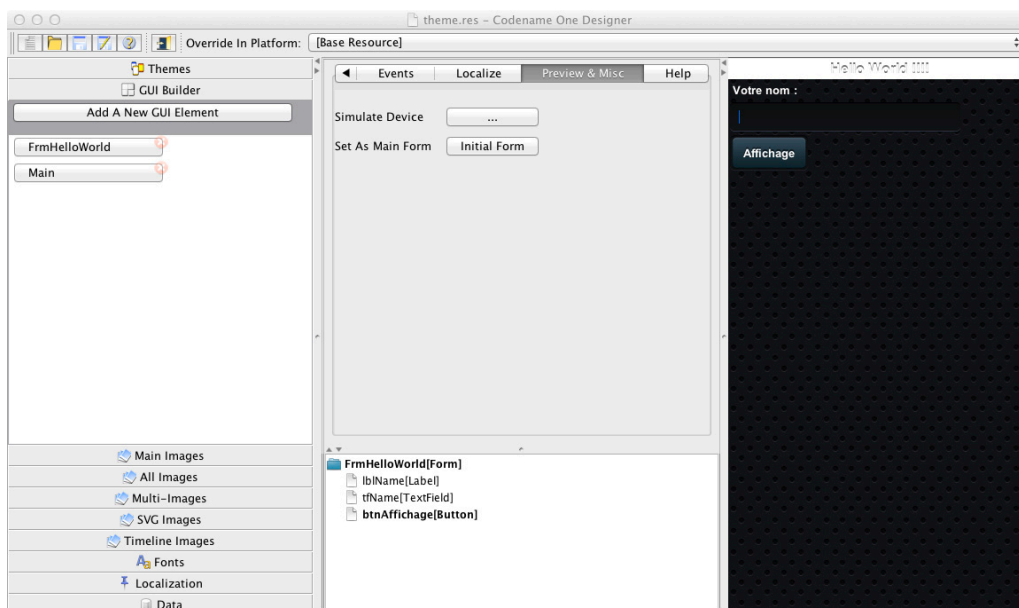 theme.res – Codename One Designer
Override In Platform: [Base Resource]
Themes
GUI Builder
Add A New GUI Element
FrmHelloWorld
Main
Main Images
All Images
Multi-Images
SVG Images
Timeline Images
Fonts
Localization
Data
Events Localize Preview & Misc Help
Simulate Device ...
Set As Main Form Initial Form
FrmHelloWorld[Form]
lblName[Label]
tfName[TextField]
btnAffichage[Button]
Hello World !!!!
Votre nom :
Affichage